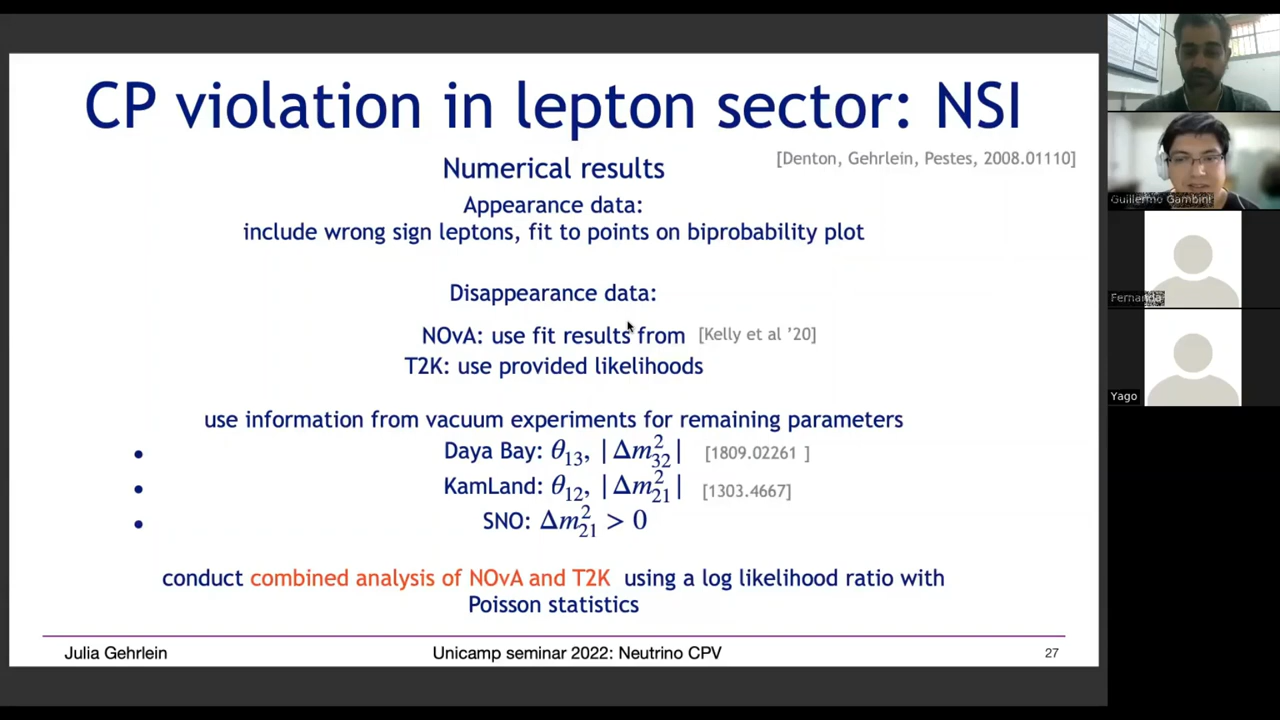 CP violation in lepton sector: NSI
Numerical results
[Denton, Gehrlein, Pestes, 2008.01110]
Appearance data:
include wrong sign leptons, fit to points on biprobability plot
Disappearance data:
NOvA: use fit results from [Kelly et al ’20]
T2K: use provided likelihoods
use information from vacuum experiments for remaining parameters
• Daya Bay: θ₁₃, |Δm²₃₂| [1809.02261 ]
• KamLand: θ₁₂, |Δm²₂₁| [1303.4667]
• SNO: Δm²₂₁ > 0
conduct combined analysis of NOvA and T2K using a log likelihood ratio with
Poisson statistics
Julia Gehrlein
Unicamp seminar 2022: Neutrino CPV
27
Guillermo Gambini
Fernanda
Yago